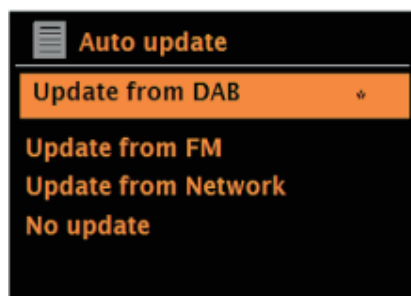 Auto update
Update from DAB *
Update from FM
Update from Network
No update